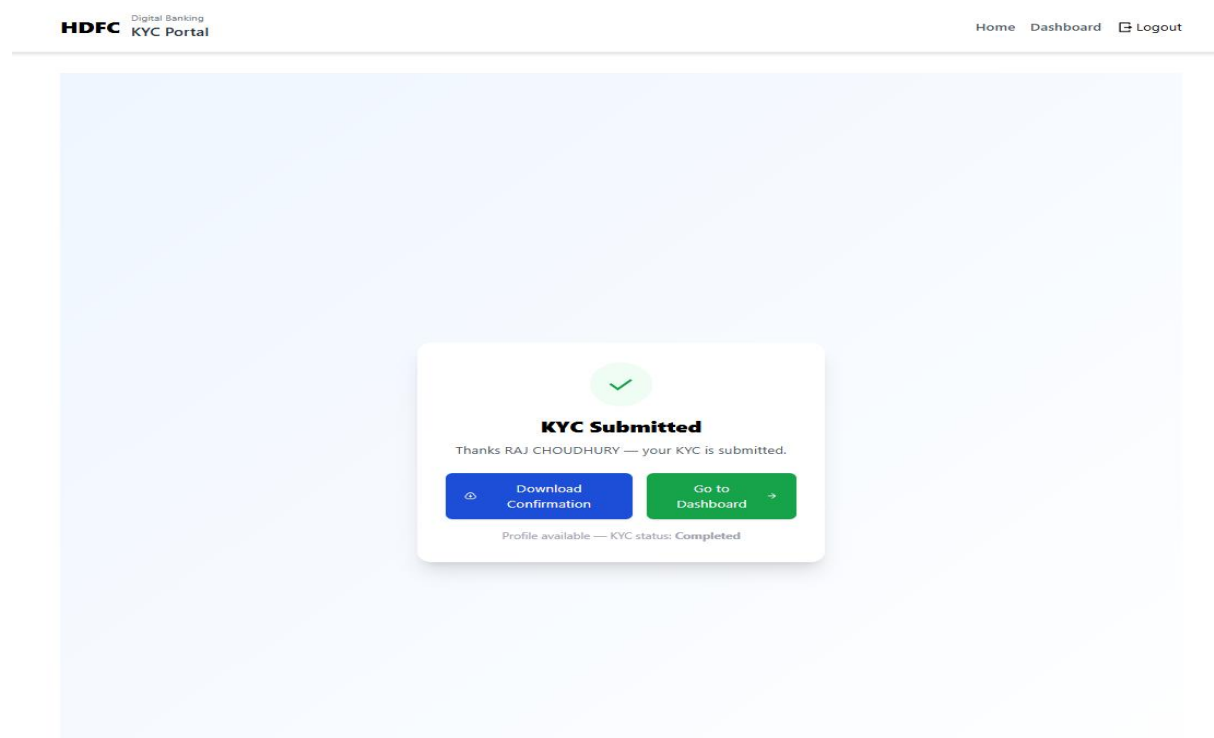 HDFC
Digital Banking
KYC Portal
Home Dashboard Logout
KYC Submitted
Thanks RAJ CHOUDHURY — your KYC is submitted.
Download
Confirmation
Go to
Dashboard
Profile available — KYC status: Completed